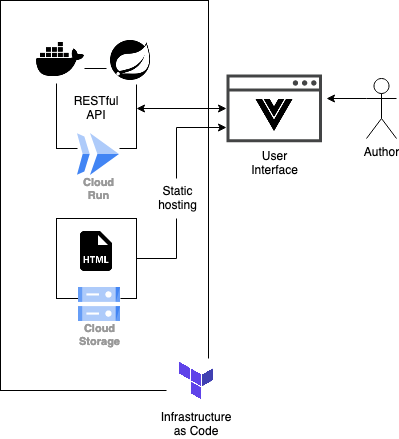 RESTful
API
Cloud
Run
Static
hosting
HTML
Cloud
Storage
User
Interface
Author
Infrastructure
as Code